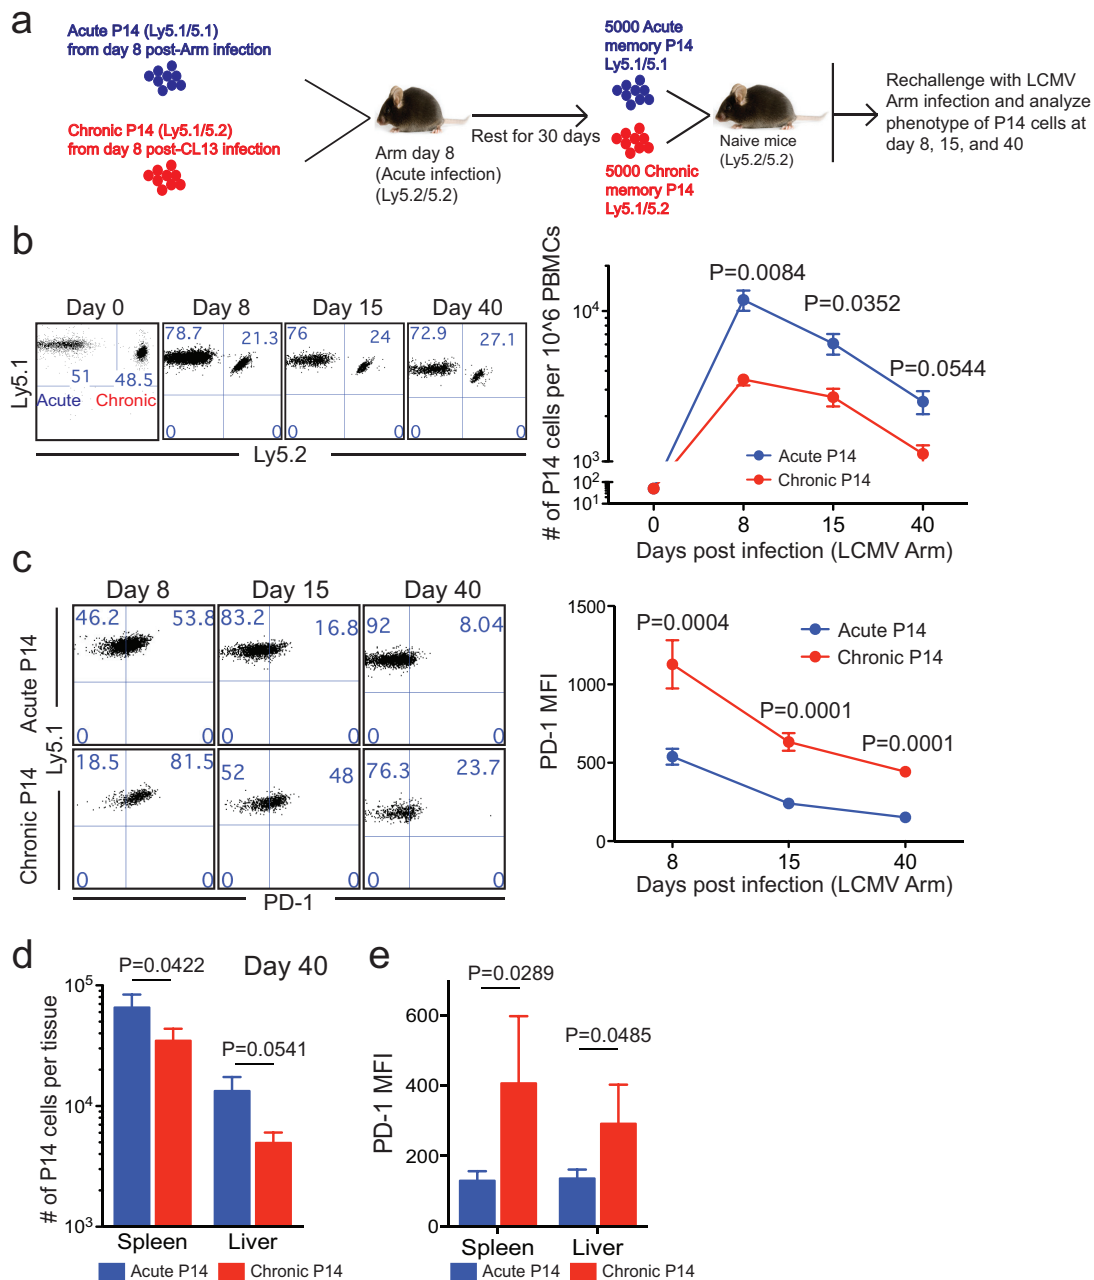 a
Acute P14 (Ly5.1/5.1)
from day 8 post-Arm infection
Chronic P14 (Ly5.1/5.2)
from day 8 post-CL13 infection
Arm day 8
(Acute infection)
(Ly5.2/5.2)
Rest for 30 days
5000 Acute
memory P14
Ly5.1/5.1
5000 Chronic
memory P14
Ly5.1/5.2
Naive mice
(Ly5.2/5.2)
Rechallenge with LCMV
Arm infection and analyze
phenotype of P14 cells at
day 8, 15, and 40
b
Day 0 Day 8 Day 15 Day 40
78.7 21.3 76 24 72.9 27.1
51 48.5
Acute Chronic
0 0 0 0 0 0
Ly5.1
Ly5.2
# of P14 cells per 10^6 PBMCs
10^4
10^3
10^2
10^1
P=0.0084
P=0.0352
P=0.0544
Acute P14
Chronic P14
0 8 15 40
Days post infection (LCMV Arm)
c
Day 8 Day 15 Day 40
Acute P14
46.2 53.8 83.2 16.8 92 8.04
0 0 0 0 0 0
Ly5.1
Chronic P14
18.5 81.5 52 48 76.3 23.7
0 0 0 0 0 0
PD-1
PD-1 MFI
1500
1000
500
0
P=0.0004
P=0.0001
P=0.0001
Acute P14
Chronic P14
8 15 40
Days post infection (LCMV Arm)
d
Day 40
P=0.0422
P=0.0541
# of P14 cells per tissue
10^5
10^4
10^3
Spleen Liver
Acute P14 Chronic P14
e
P=0.0289
P=0.0485
PD-1 MFI
600
400
200
0
Spleen Liver
Acute P14 Chronic P14